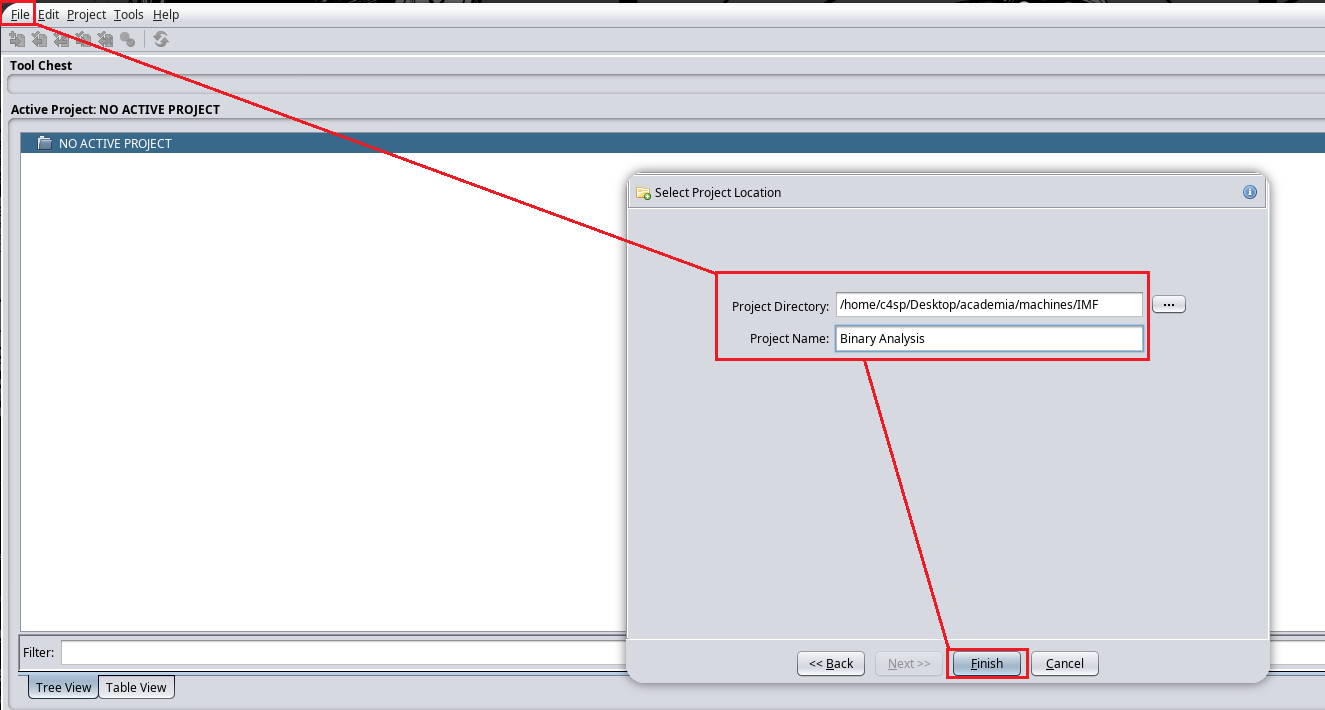 File Edit Project Tools Help
Tool Chest
Active Project: NO ACTIVE PROJECT
NO ACTIVE PROJECT
Select Project Location
Project Directory: /home/c4sp/Desktop/academia/machines/IMF ...
Project Name: Binary Analysis
Filter:
<< Back Next >> Finish Cancel
Tree View Table View